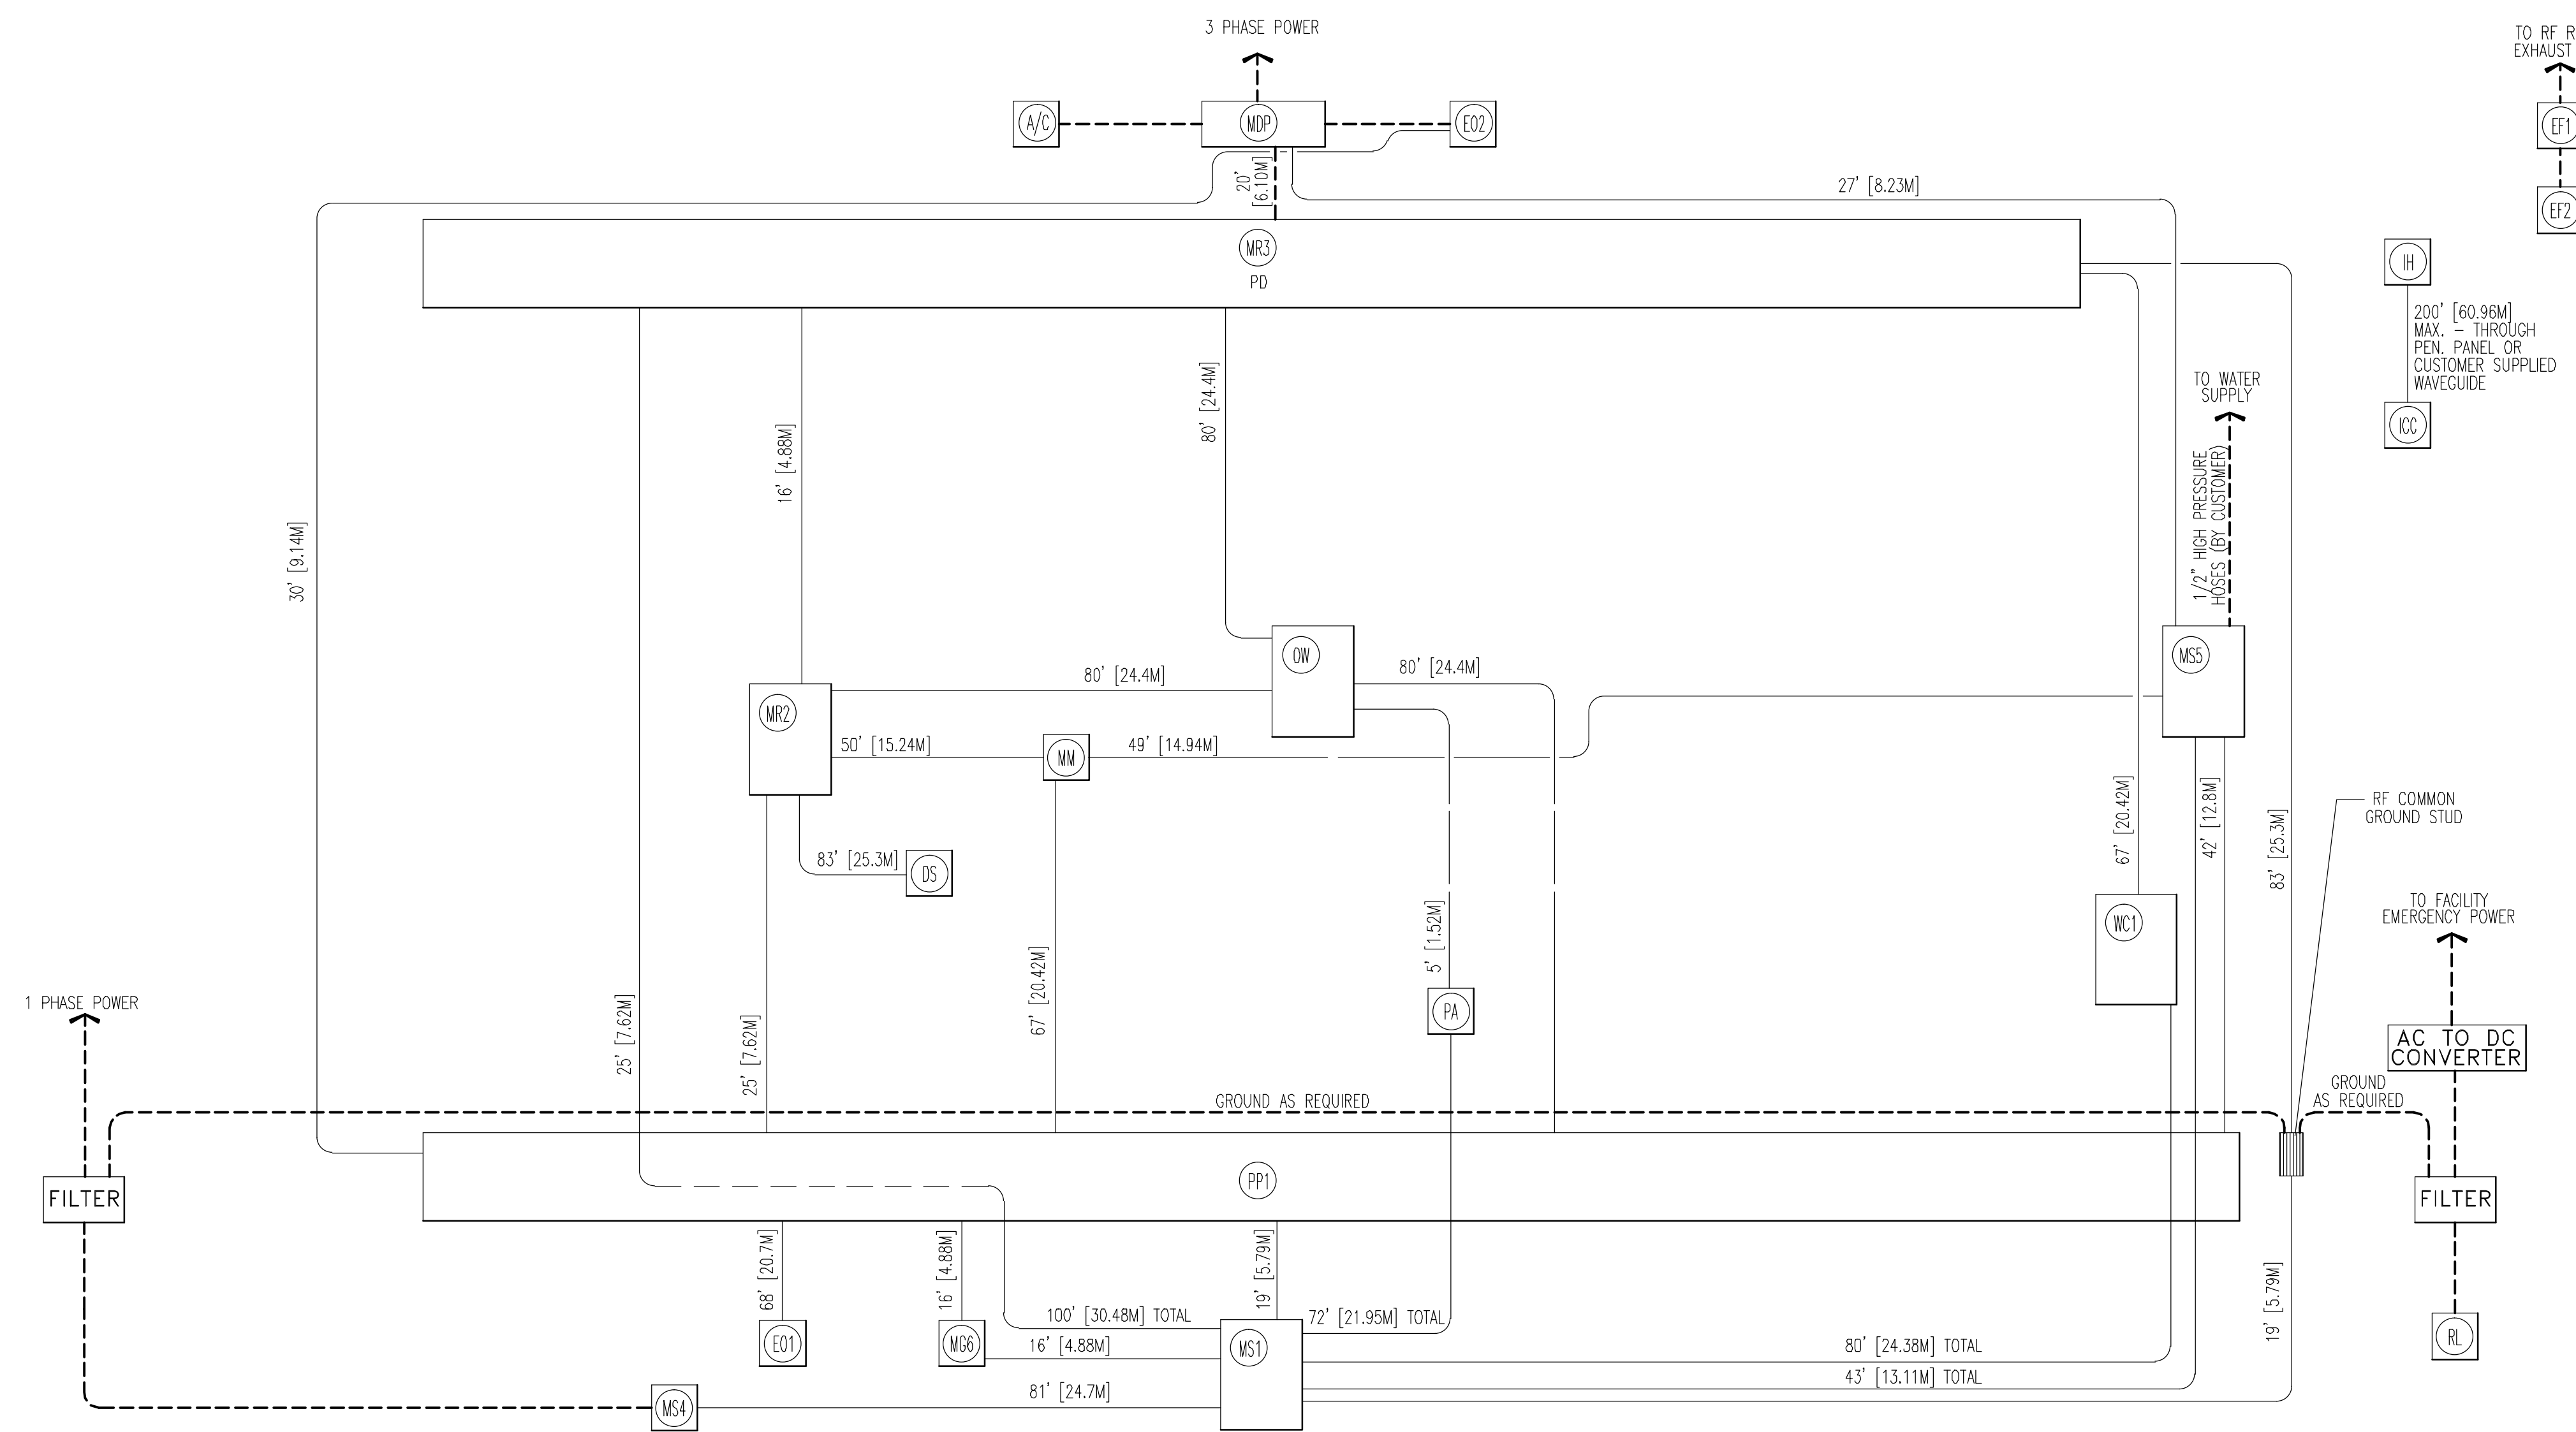 3 PHASE POWER
TO RF R
EXHAUST
A/C
MDP
EO2
EF1
EF2
20'
[6.10M]
27' [8.23M]
MR3
PD
IH
200' [60.96M]
MAX. - THROUGH
PEN. PANEL OR
CUSTOMER SUPPLIED
WAVEGUIDE
ICC
TO WATER
SUPPLY
1/2" HIGH PRESSURE
HOSES (BY CUSTOMER)
30' [9.14M]
16' [4.88M]
80' [24.4M]
OW
MS5
80' [24.4M]
80' [24.4M]
MR2
50' [15.24M]
MM
49' [14.94M]
83' [25.3M]
DS
67' [20.42M]
42' [12.8M]
83' [25.3M]
RF COMMON
GROUND STUD
WC1
TO FACILITY
EMERGENCY POWER
5' [1.52M]
PA
67' [20.42M]
25' [7.62M]
25' [7.62M]
1 PHASE POWER
AC TO DC
CONVERTER
GROUND AS REQUIRED
GROUND
AS REQUIRED
FILTER
PP1
FILTER
68' [20.7M]
16' [4.88M]
19' [5.79M]
19' [5.79M]
EO1
MG6
100' [30.48M] TOTAL
16' [4.88M]
MS1
72' [21.95M] TOTAL
80' [24.38M] TOTAL
43' [13.11M] TOTAL
RL
81' [24.7M]
MS4